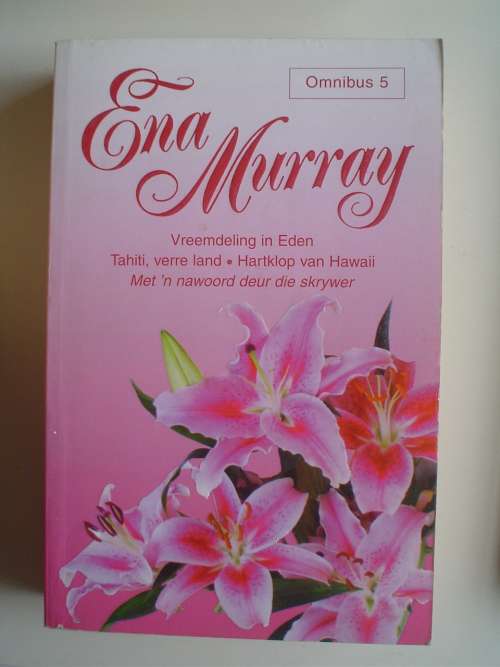 Omnibus 5
Ena
Murray
Vreemdeling in Eden
Tahiti, verre land • Hartklop van Hawaii
Met 'n nawoord deur die skrywer